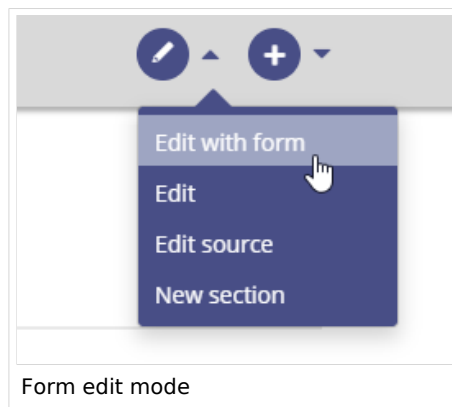 Edit with form
Edit
Edit source
New section
Form edit mode